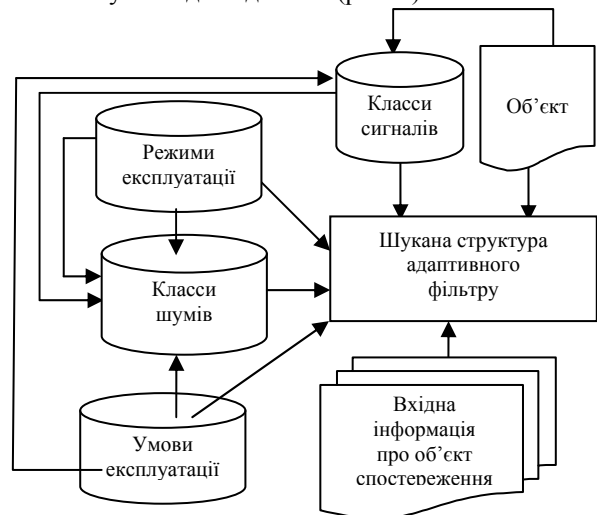 Класси
сигналів
Об’єкт
Режими
експлуатації
Шукана структура
адаптивного
фільтру
Класси
шумів
Вхідна
інформація
про об’єкт
спостереження
Умови
експлуатації